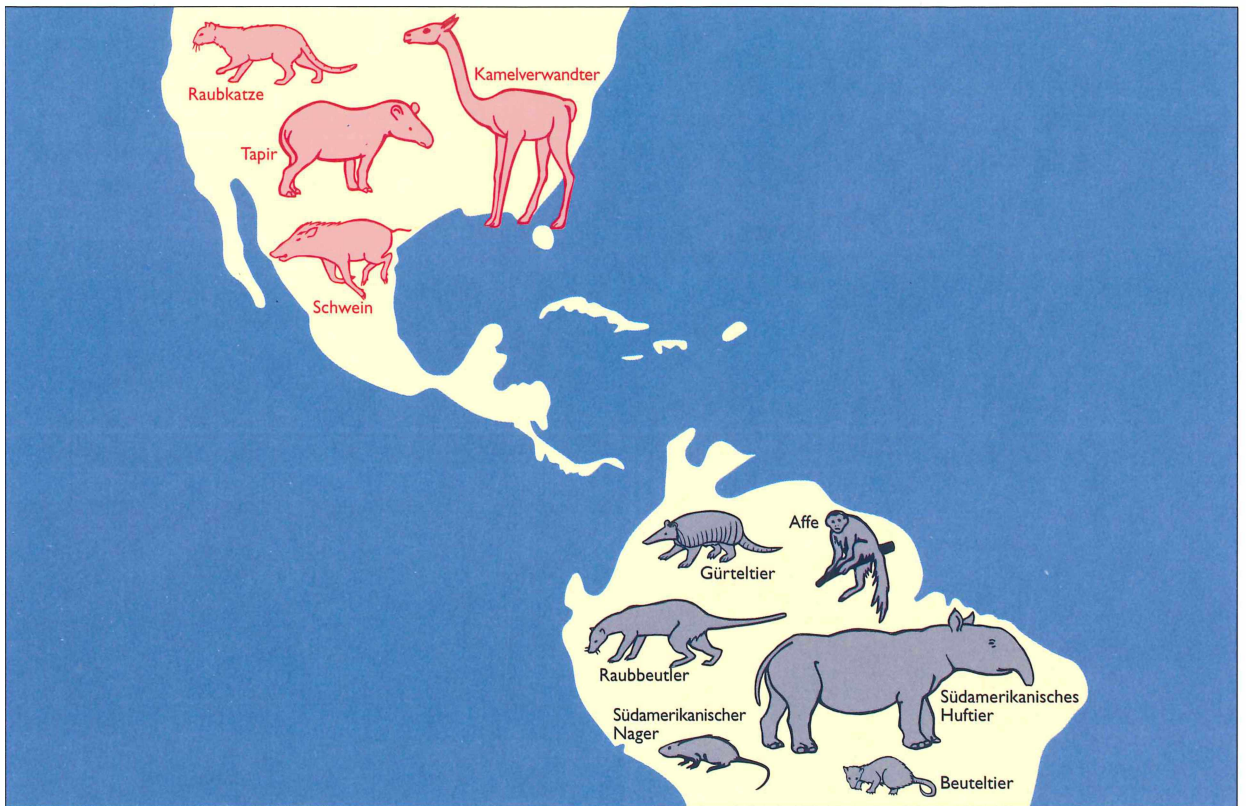 Raubkatze
Kamelverwandter
Tapir
Schwein
Affe
Gürteltier
Raubbeutler
Südamerikanisches
Huftier
Südamerikanischer
Nager
Beuteltier